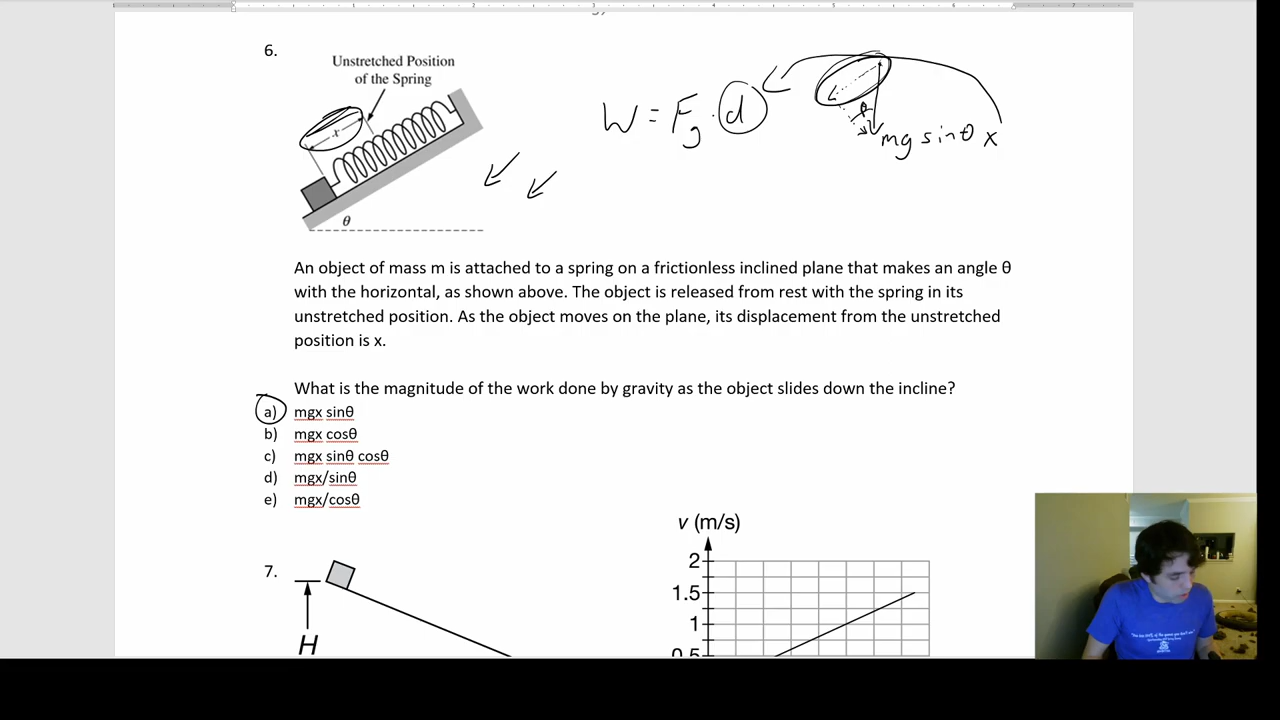 6.
Unstretched Position
of the Spring
x
θ
W = Fg · d
θ
mg sinθ x
An object of mass m is attached to a spring on a frictionless inclined plane that makes an angle θ
with the horizontal, as shown above. The object is released from rest with the spring in its
unstretched position. As the object moves on the plane, its displacement from the unstretched
position is x.
What is the magnitude of the work done by gravity as the object slides down the incline?
a) mgx sinθ
b) mgx cosθ
c) mgx sinθ cosθ
d) mgx/sinθ
e) mgx/cosθ
7.
H
v (m/s)
2
1.5
1
0.5